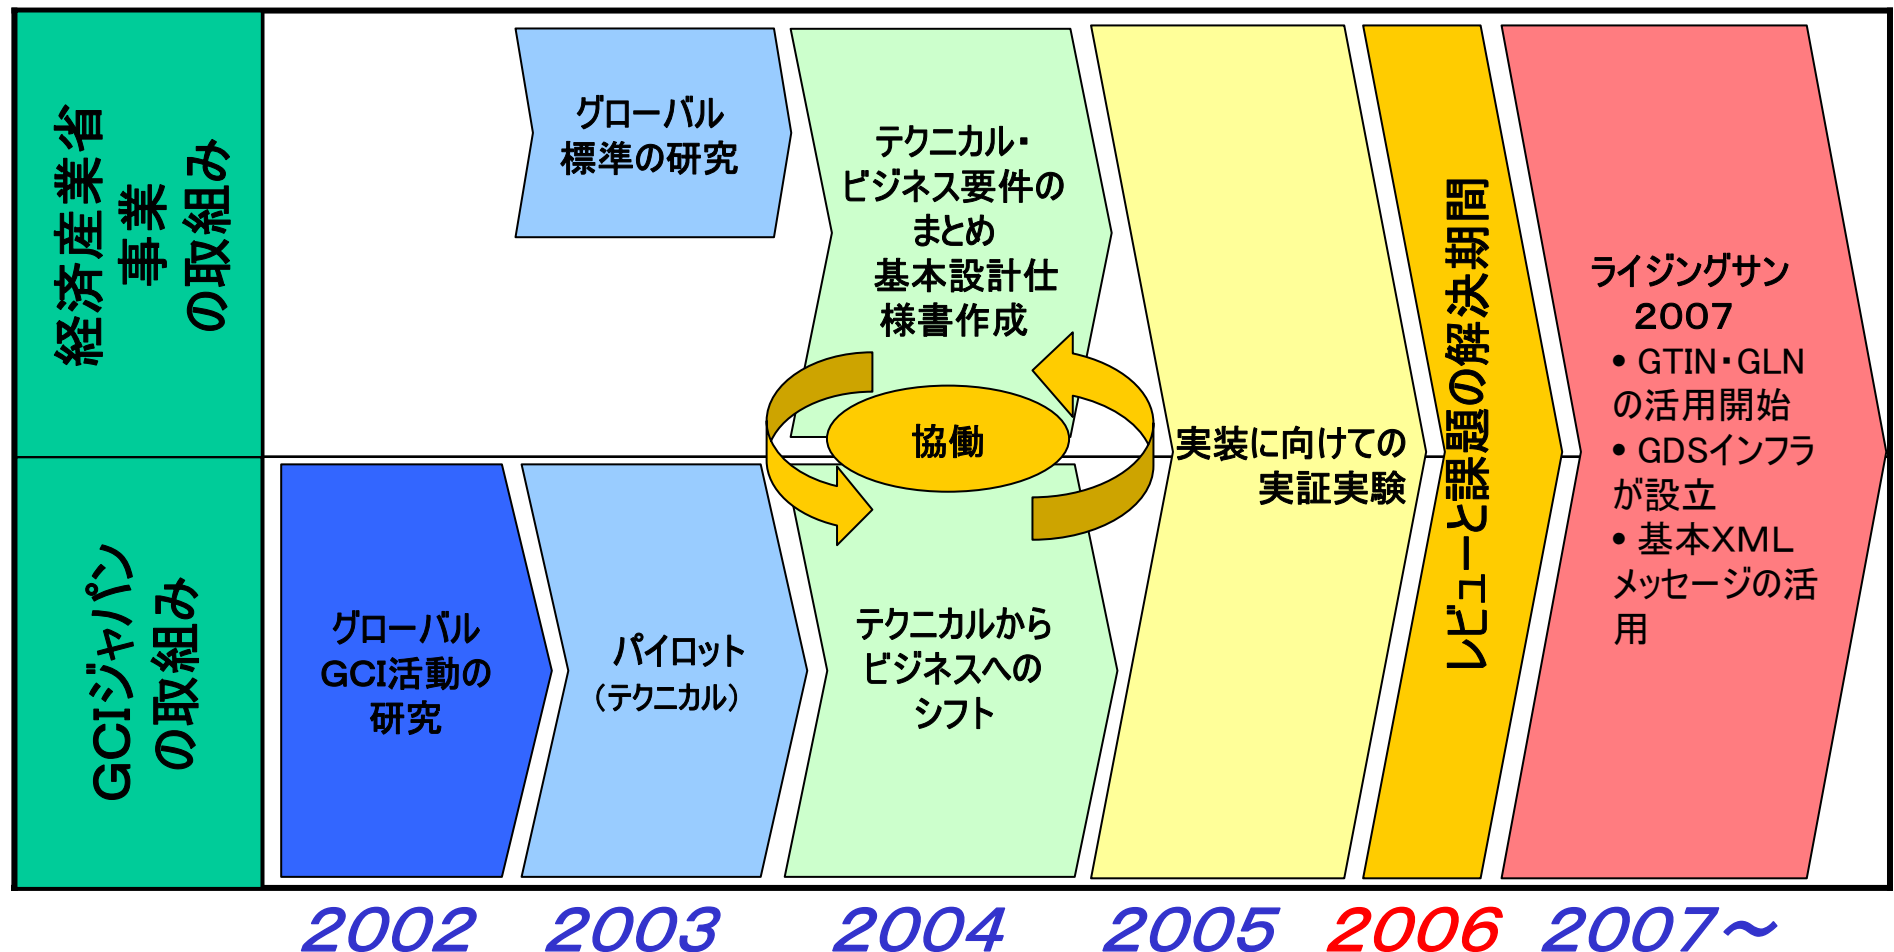 経済産業省
事業
の取組み
グローバル
標準の研究
テクニカル・
ビジネス要件の
まとめ
基本設計仕
様書作成
協働
実装に向けての
実証実験
レビューと課題の解決期間
ライジングサン
2007
• GTIN・GLN
の活用開始
• GDSインフラ
が設立
• 基本XML
メッセージの活
用
GCIジャパン
の取組み
グローバル
GCI活動の
研究
パイロット
（テクニカル）
テクニカルから
ビジネスへの
シフト
2002 2003 2004 2005 2006 2007～